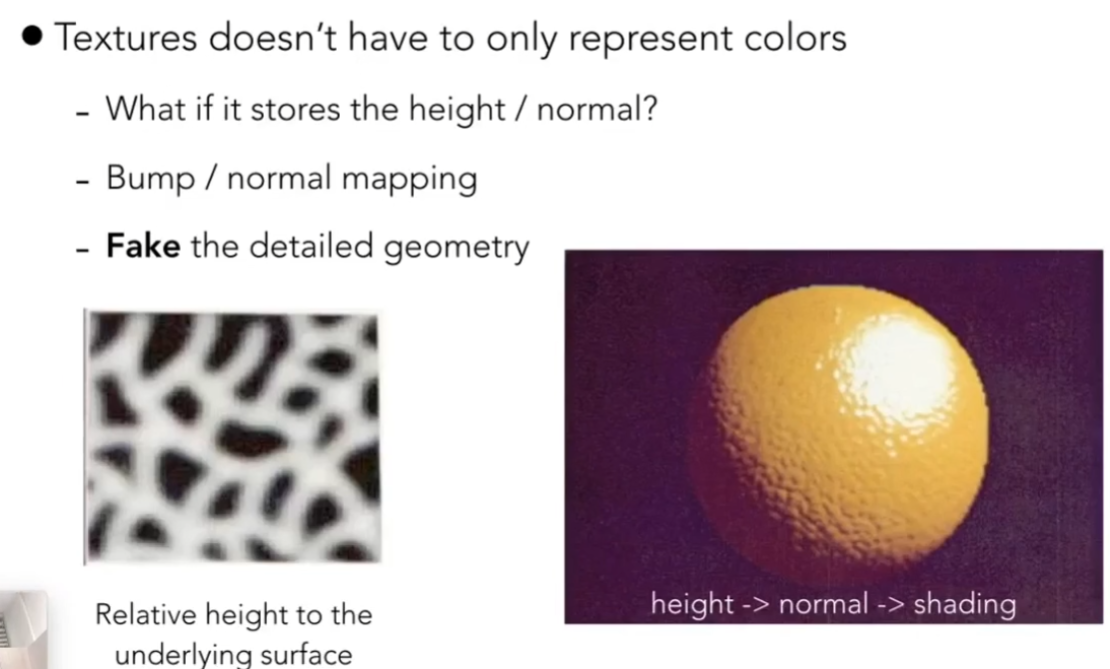 ● Textures doesn't have to only represent colors
- What if it stores the height / normal?
- Bump / normal mapping
- Fake the detailed geometry
height -> normal -> shading
Relative height to the
underlying surface